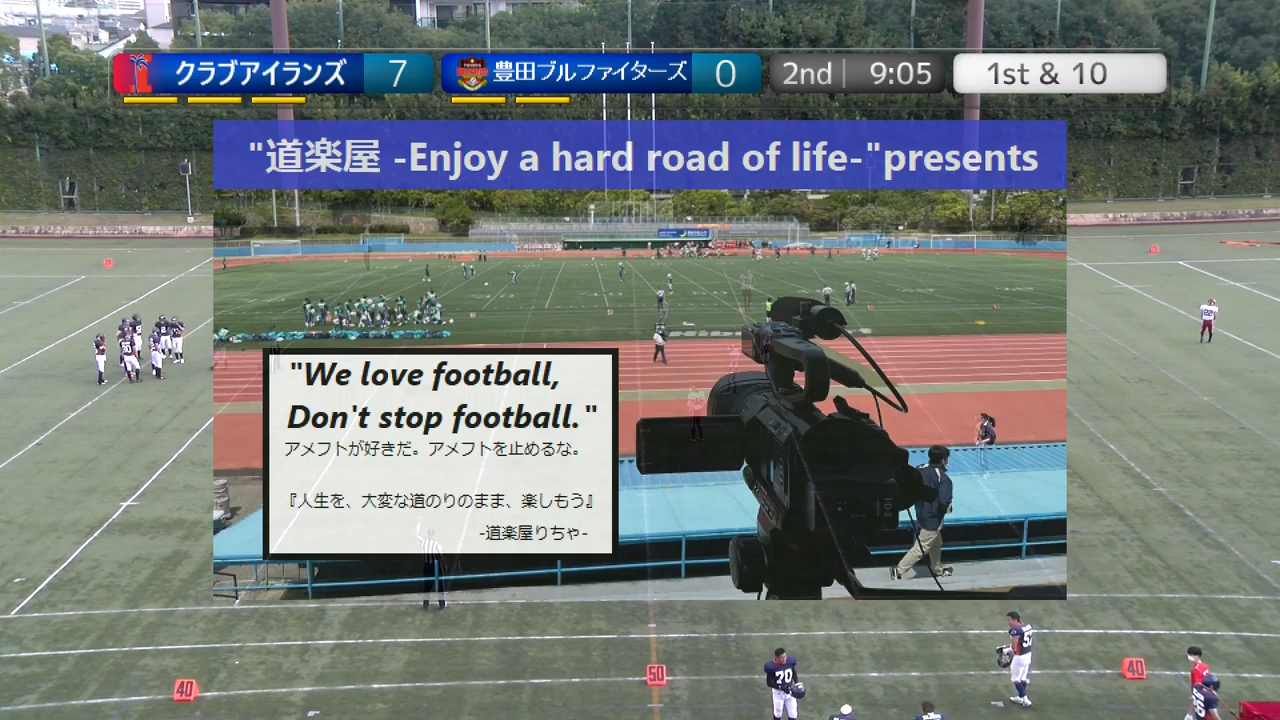 クラブアイランズ 7 豊田ブルファイターズ 0 2nd 9:05 1st & 10
"道楽屋 -Enjoy a hard road of life-"presents
"We love football,
Don't stop football."
アメフトが好きだ。アメフトを止めるな。
『人生を、大変な道のりのまま、楽しもう』
-道楽屋りちゃ-
22
70
40
50
40